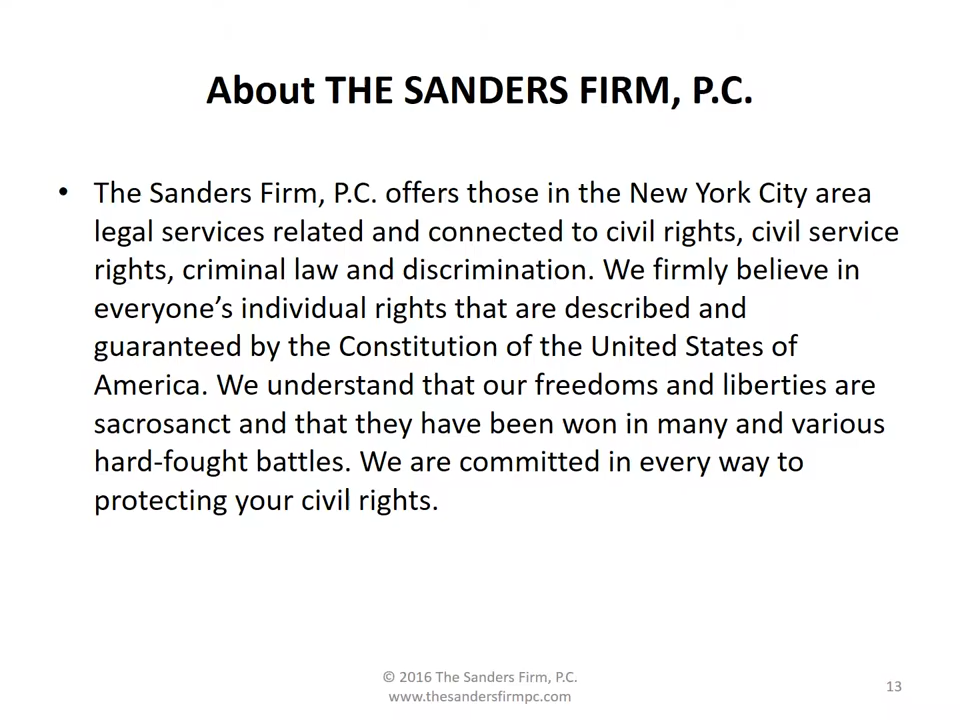 About THE SANDERS FIRM, P.C.
• The Sanders Firm, P.C. offers those in the New York City area
legal services related and connected to civil rights, civil service
rights, criminal law and discrimination. We firmly believe in
everyone’s individual rights that are described and
guaranteed by the Constitution of the United States of
America. We understand that our freedoms and liberties are
sacrosanct and that they have been won in many and various
hard-fought battles. We are committed in every way to
protecting your civil rights.
© 2016 The Sanders Firm, P.C.
www.thesandersfirmpc.com
13